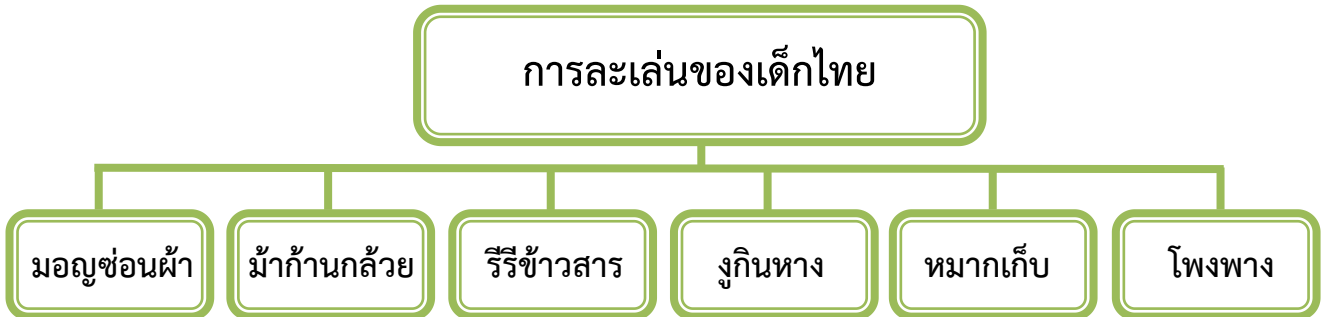 การละเล่นของเด็กไทย
มอญซ่อนผ้า
ม้าก้านกล้วย
รีรีข้าวสาร
งูกินหาง
หมากเก็บ
โพงพาง